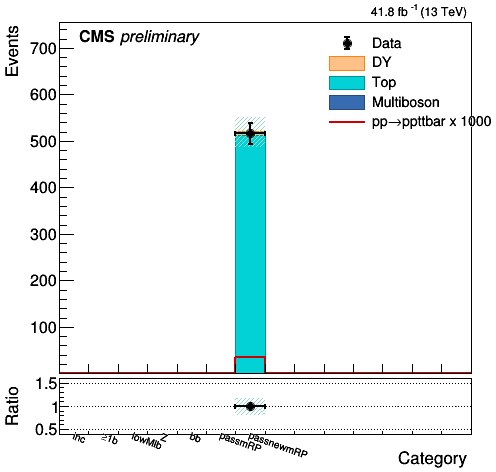 41.8 fb⁻¹ (13 TeV)
CMS preliminary
Events
700
600
500
400
300
200
100
Data
DY
Top
Multiboson
pp→ppttbar x 1000
Ratio
1.5
1
0.5
inc
≥1b
lowMlb
Z
bb
passmRP
passnewmRP
Category